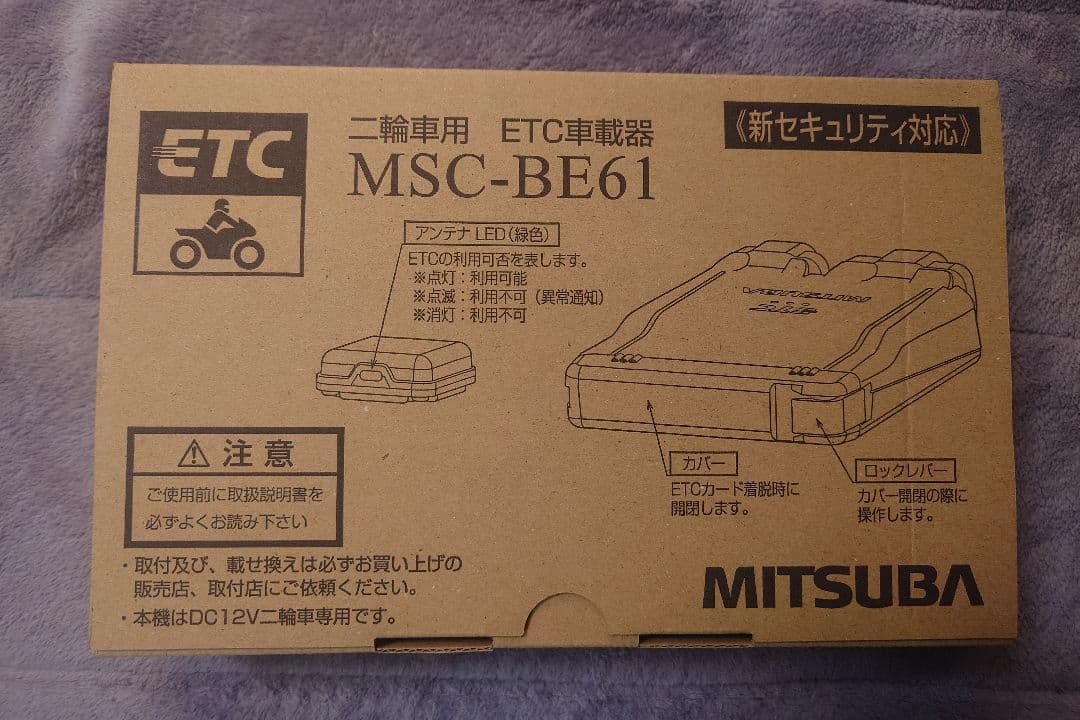 ETC
二輪車用 ETC車載器
MSC-BE61
《新セキュリティ対応》
アンテナLED(緑色)
ETCの利用可否を表します。
※点灯：利用可能
※点滅：利用不可（異常通知）
※消灯：利用不可
MITSUBA
ETC
カバー
ETCカード着脱時に
開閉します。
ロックレバー
カバー開閉の際に
操作します。
⚠ 注意
ご使用前に取扱説明書を
必ずよくお読み下さい
・取付及び、載せ換えは必ずお買い上げの
販売店、取付店にご依頼ください。
・本機はDC12V二輪車専用です。
MITSUBA